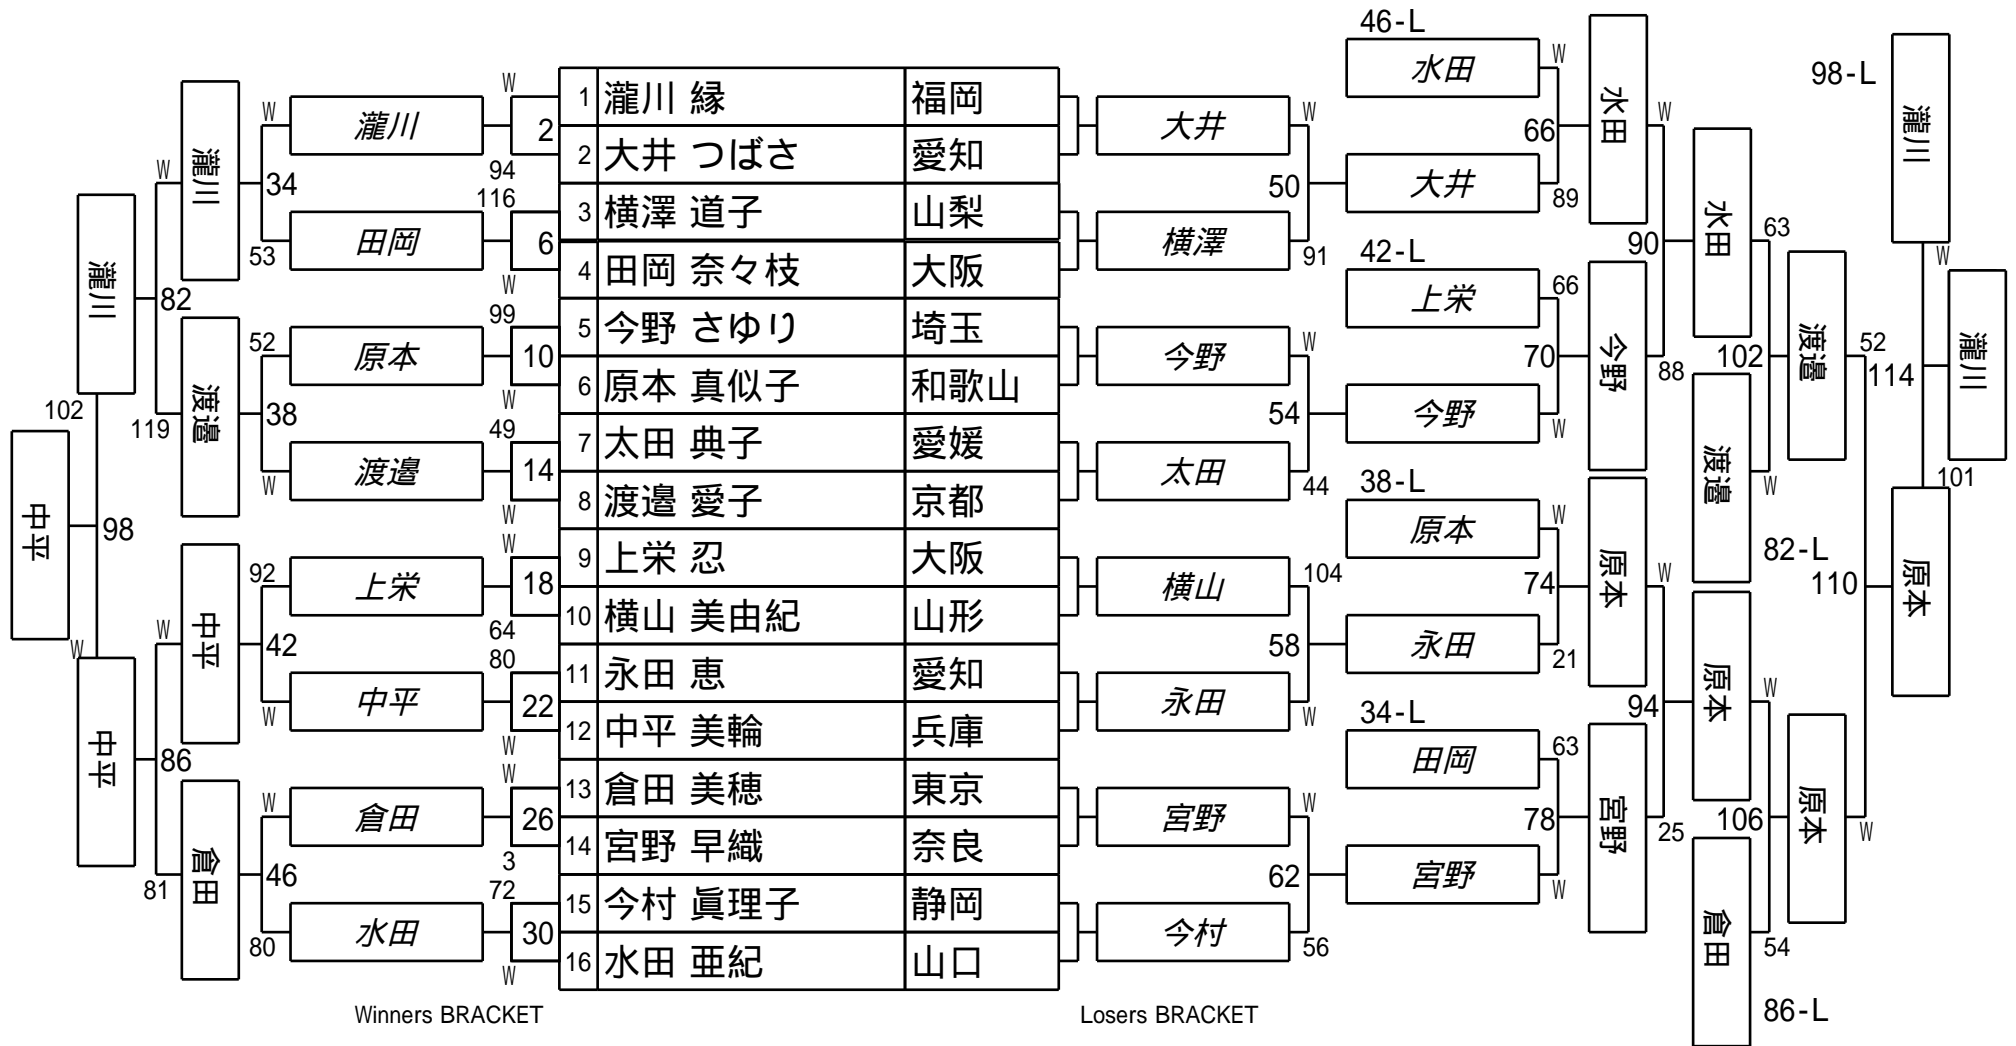 W
1 瀧川 縁 福岡
2 大井 つばさ 愛知
3 横澤 道子 山梨
4 田岡 奈々枝 大阪
5 今野 さゆり 埼玉
6 原本 真似子 和歌山
7 太田 典子 愛媛
8 渡邉 愛子 京都
9 上栄 忍 大阪
10 横山 美由紀 山形
11 永田 恵 愛知
12 中平 美輪 兵庫
13 倉田 美穂 東京
14 宮野 早織 奈良
15 今村 眞理子 静岡
16 水田 亜紀 山口
2
94
116
6
W
99
10
W
49
14
W
W
18
64
80
22
W
W
26
3
72
30
W
瀧川
田岡
原本
渡邉
上栄
中平
倉田
水田
W
34
53
52
38
W
92
42
W
W
46
80
瀧川
渡邉
中平
倉田
W
82
119
W
86
81
瀧川
中平
102
98
W
中平
Winners BRACKET
大井
横澤
今野
太田
横山
永田
宮野
今村
W
50
91
W
54
44
104
58
W
W
62
56
46-L
水田
大井
42-L
上栄
今野
38-L
原本
永田
34-L
田岡
宮野
W
66
89
66
70
W
W
74
21
63
78
W
水田
今野
原本
宮野
W
90
88
W
94
25
水田
渡邉
82-L
原本
倉田
86-L
63
102
W
W
106
54
渡邉
原本
52
110
W
98-L
瀧川
原本
W
114
101
瀧川
Losers BRACKET